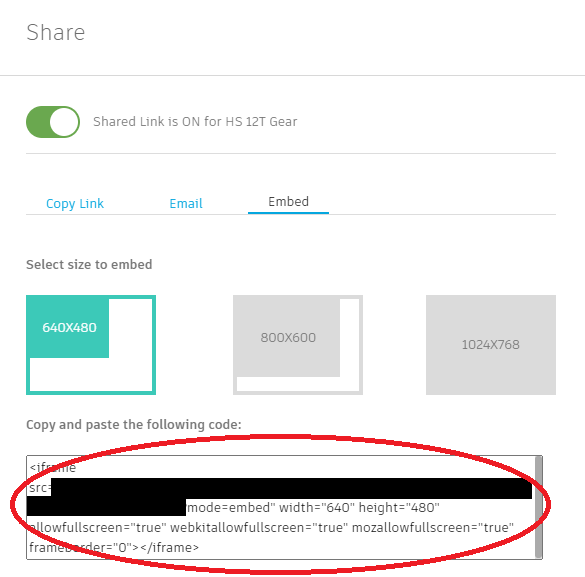 Share
Shared Link is ON for HS 12T Gear
Copy Link Email Embed
Select size to embed
640X480 800X600 1024X768
Copy and paste the following code:
<iframe
src=
mode=embed" width="640" height="480"
allowfullscreen="true" webkitallowfullscreen="true" mozallowfullscreen="true"
frameborder="0"></iframe>